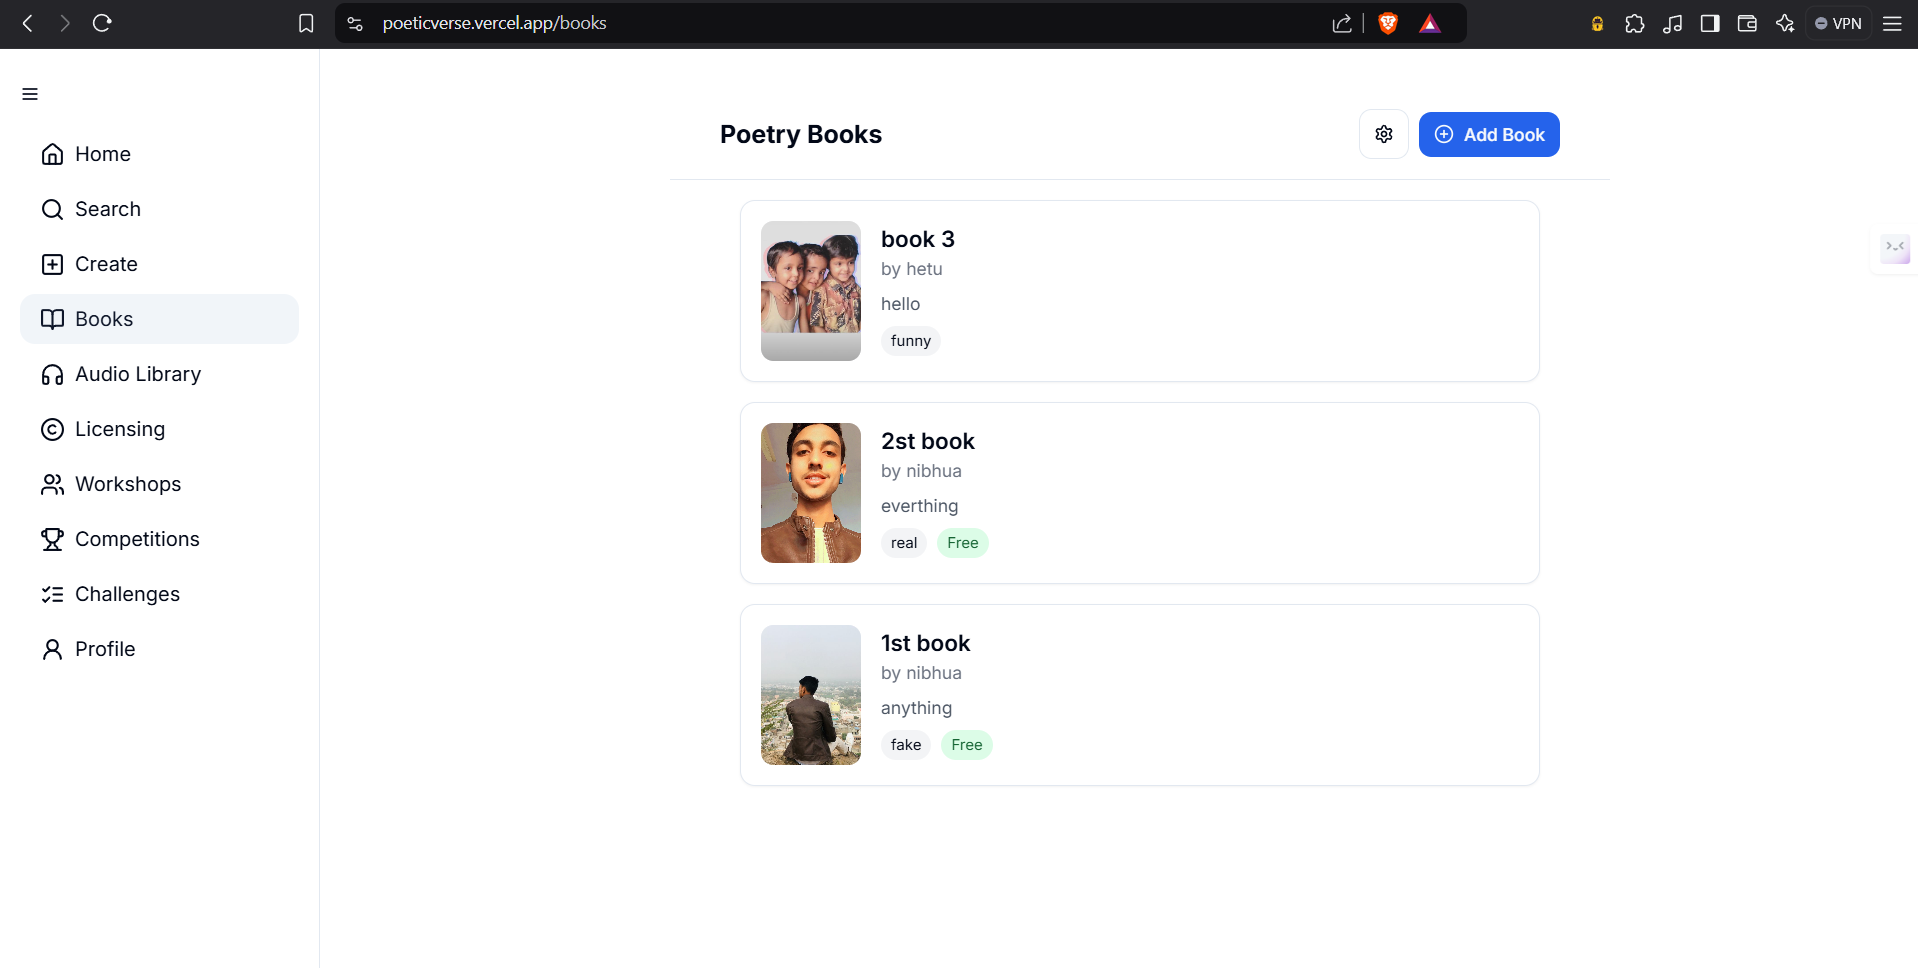 poeticverse.vercel.app/books
VPN
Home
Search
Create
Books
Audio Library
Licensing
Workshops
Competitions
Challenges
Profile
Poetry Books
Add Book
book 3
by hetu
hello
funny
2st book
by nibhua
everthing
real Free
1st book
by nibhua
anything
fake Free